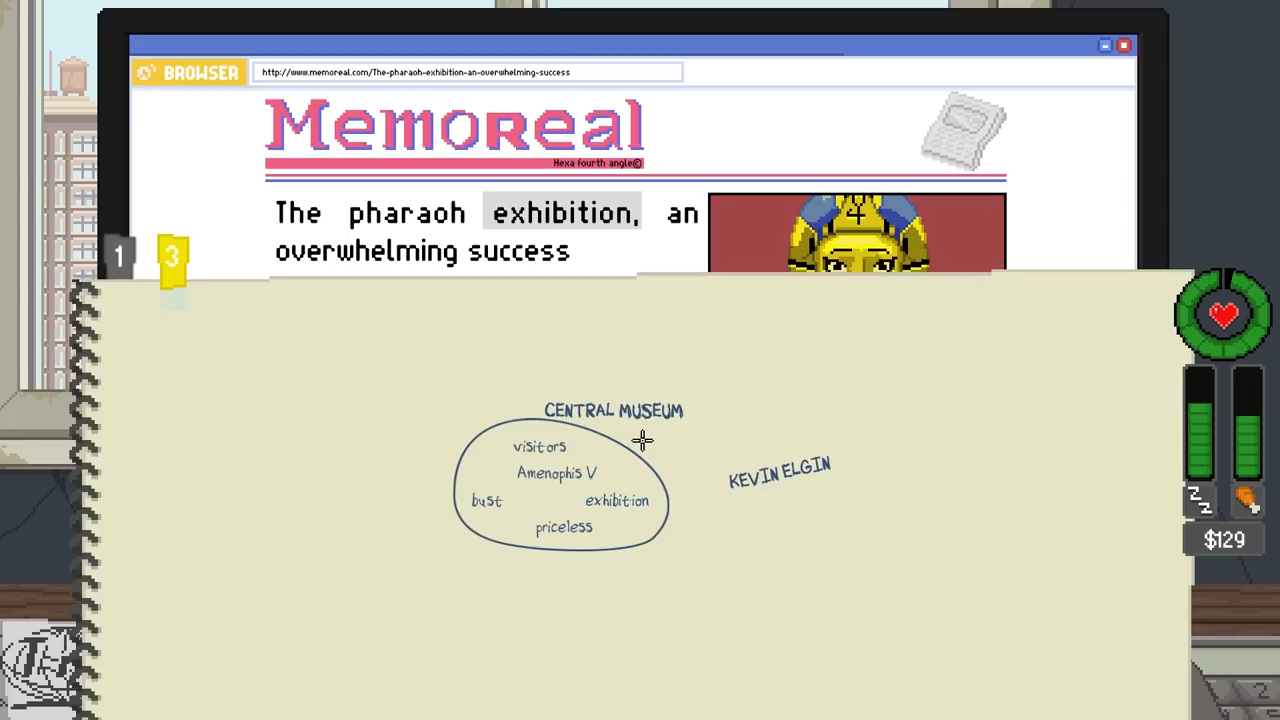 BROWSER
http://www.memoreal.com/The-pharaoh-exhibition-an-overwhelming-success
Memoreal
Hexa fourth angle©
The pharaoh exhibition, an
overwhelming success
1 3
CENTRAL MUSEUM
visitors
Amenophis V
KEVIN ELGIN
bust exhibition
priceless
zzz
$129